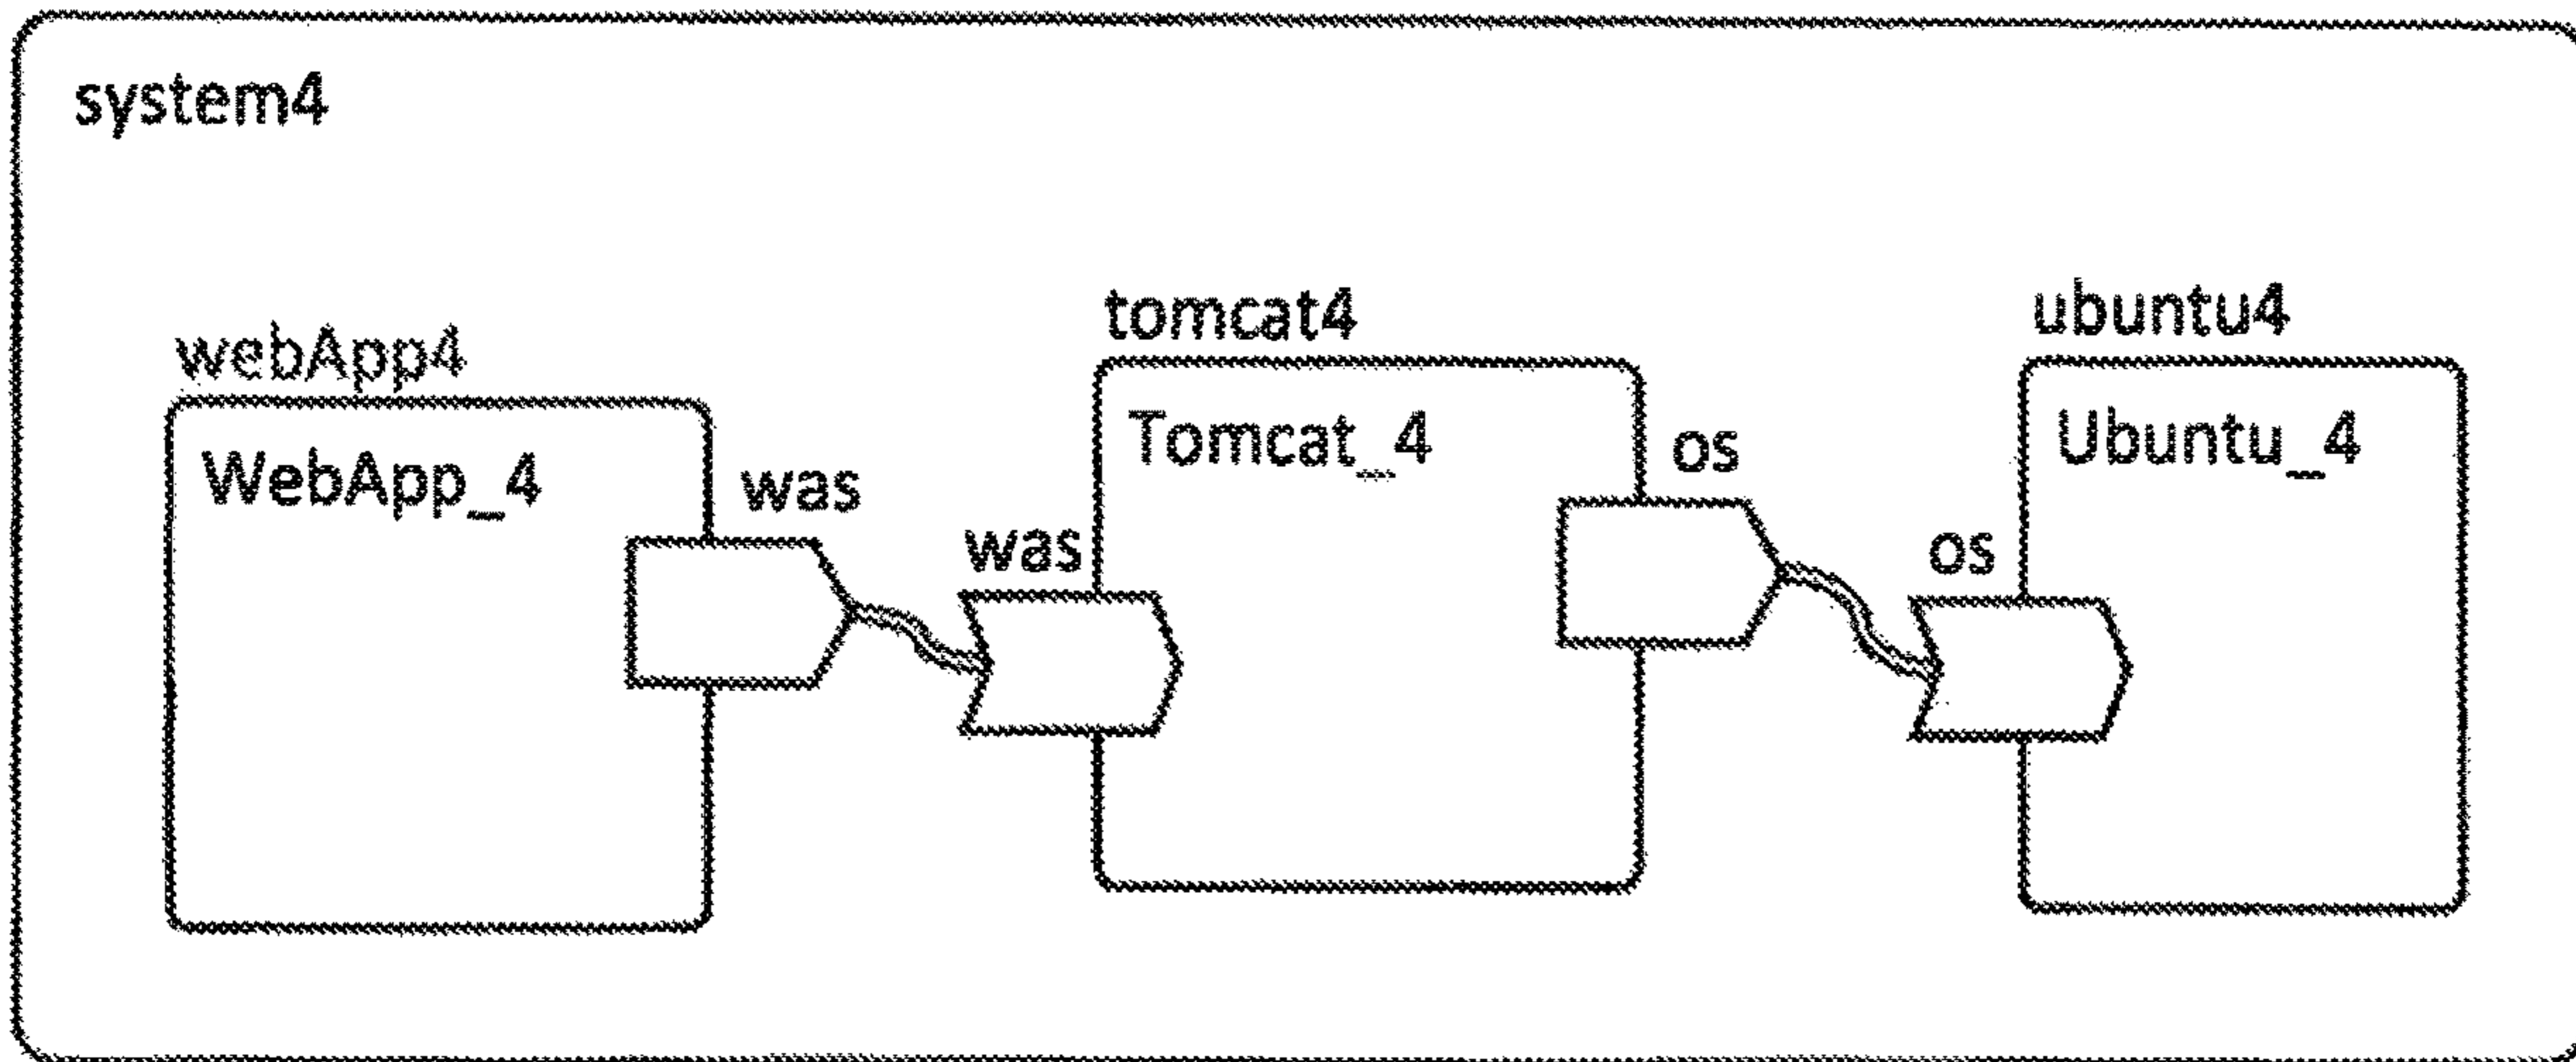 system4
webApp4
WebApp_4
was
was
tomcat4
Tomcat_4
os
os
ubuntu4
Ubuntu_4